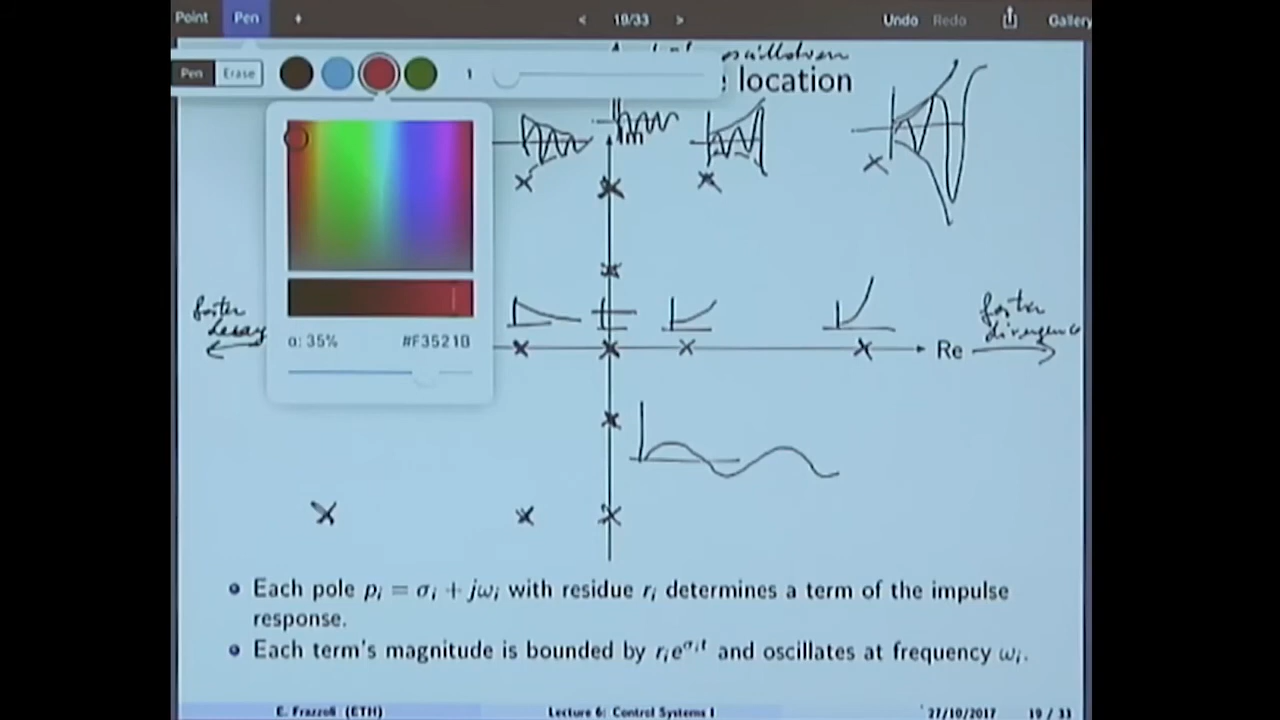 Point Pen + < 18/33 > Undo Redo Gallery
Pen Erase 1
location
α: 35% #F3521B
faster
decay
Re
faster
divergence
Each pole pᵢ = σᵢ + jωᵢ with residue rᵢ determines a term of the impulse
response.
Each term's magnitude is bounded by rᵢe^σᵢt and oscillates at frequency ωᵢ.
E. Frazzoli (ETH) Lecture 6: Control Systems I 27/10/2017 19 / 33